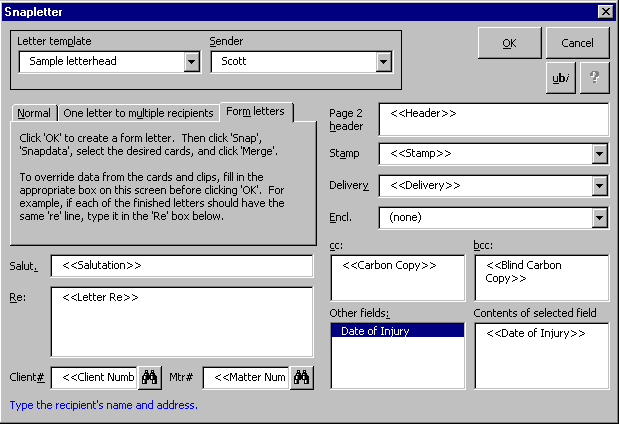 Snapletter
Letter template
Sender
Sample letterhead
Scott
OK
Cancel
ubi
?
Normal
One letter to multiple recipients
Form letters
Click 'OK' to create a form letter. Then click 'Snap',
'Snapdata', select the desired cards, and click 'Merge'.
To override data from the cards and clips, fill in the
appropriate box on this screen before clicking 'OK'. For
example, if each of the finished letters should have the
same 're' line, type it in the 'Re' box below.
Page 2
header
<<Header>>
Stamp
<<Stamp>>
Delivery
<<Delivery>>
Encl.
(none)
Salut.
<<Salutation>>
Re:
<<Letter Re>>
cc:
<<Carbon Copy>>
bcc:
<<Blind Carbon
Copy>>
Other fields:
Date of Injury
Contents of selected field
<<Date of Injury>>
Client#
<<Client Numb
Mtr#
<<Matter Num
Type the recipient's name and address.